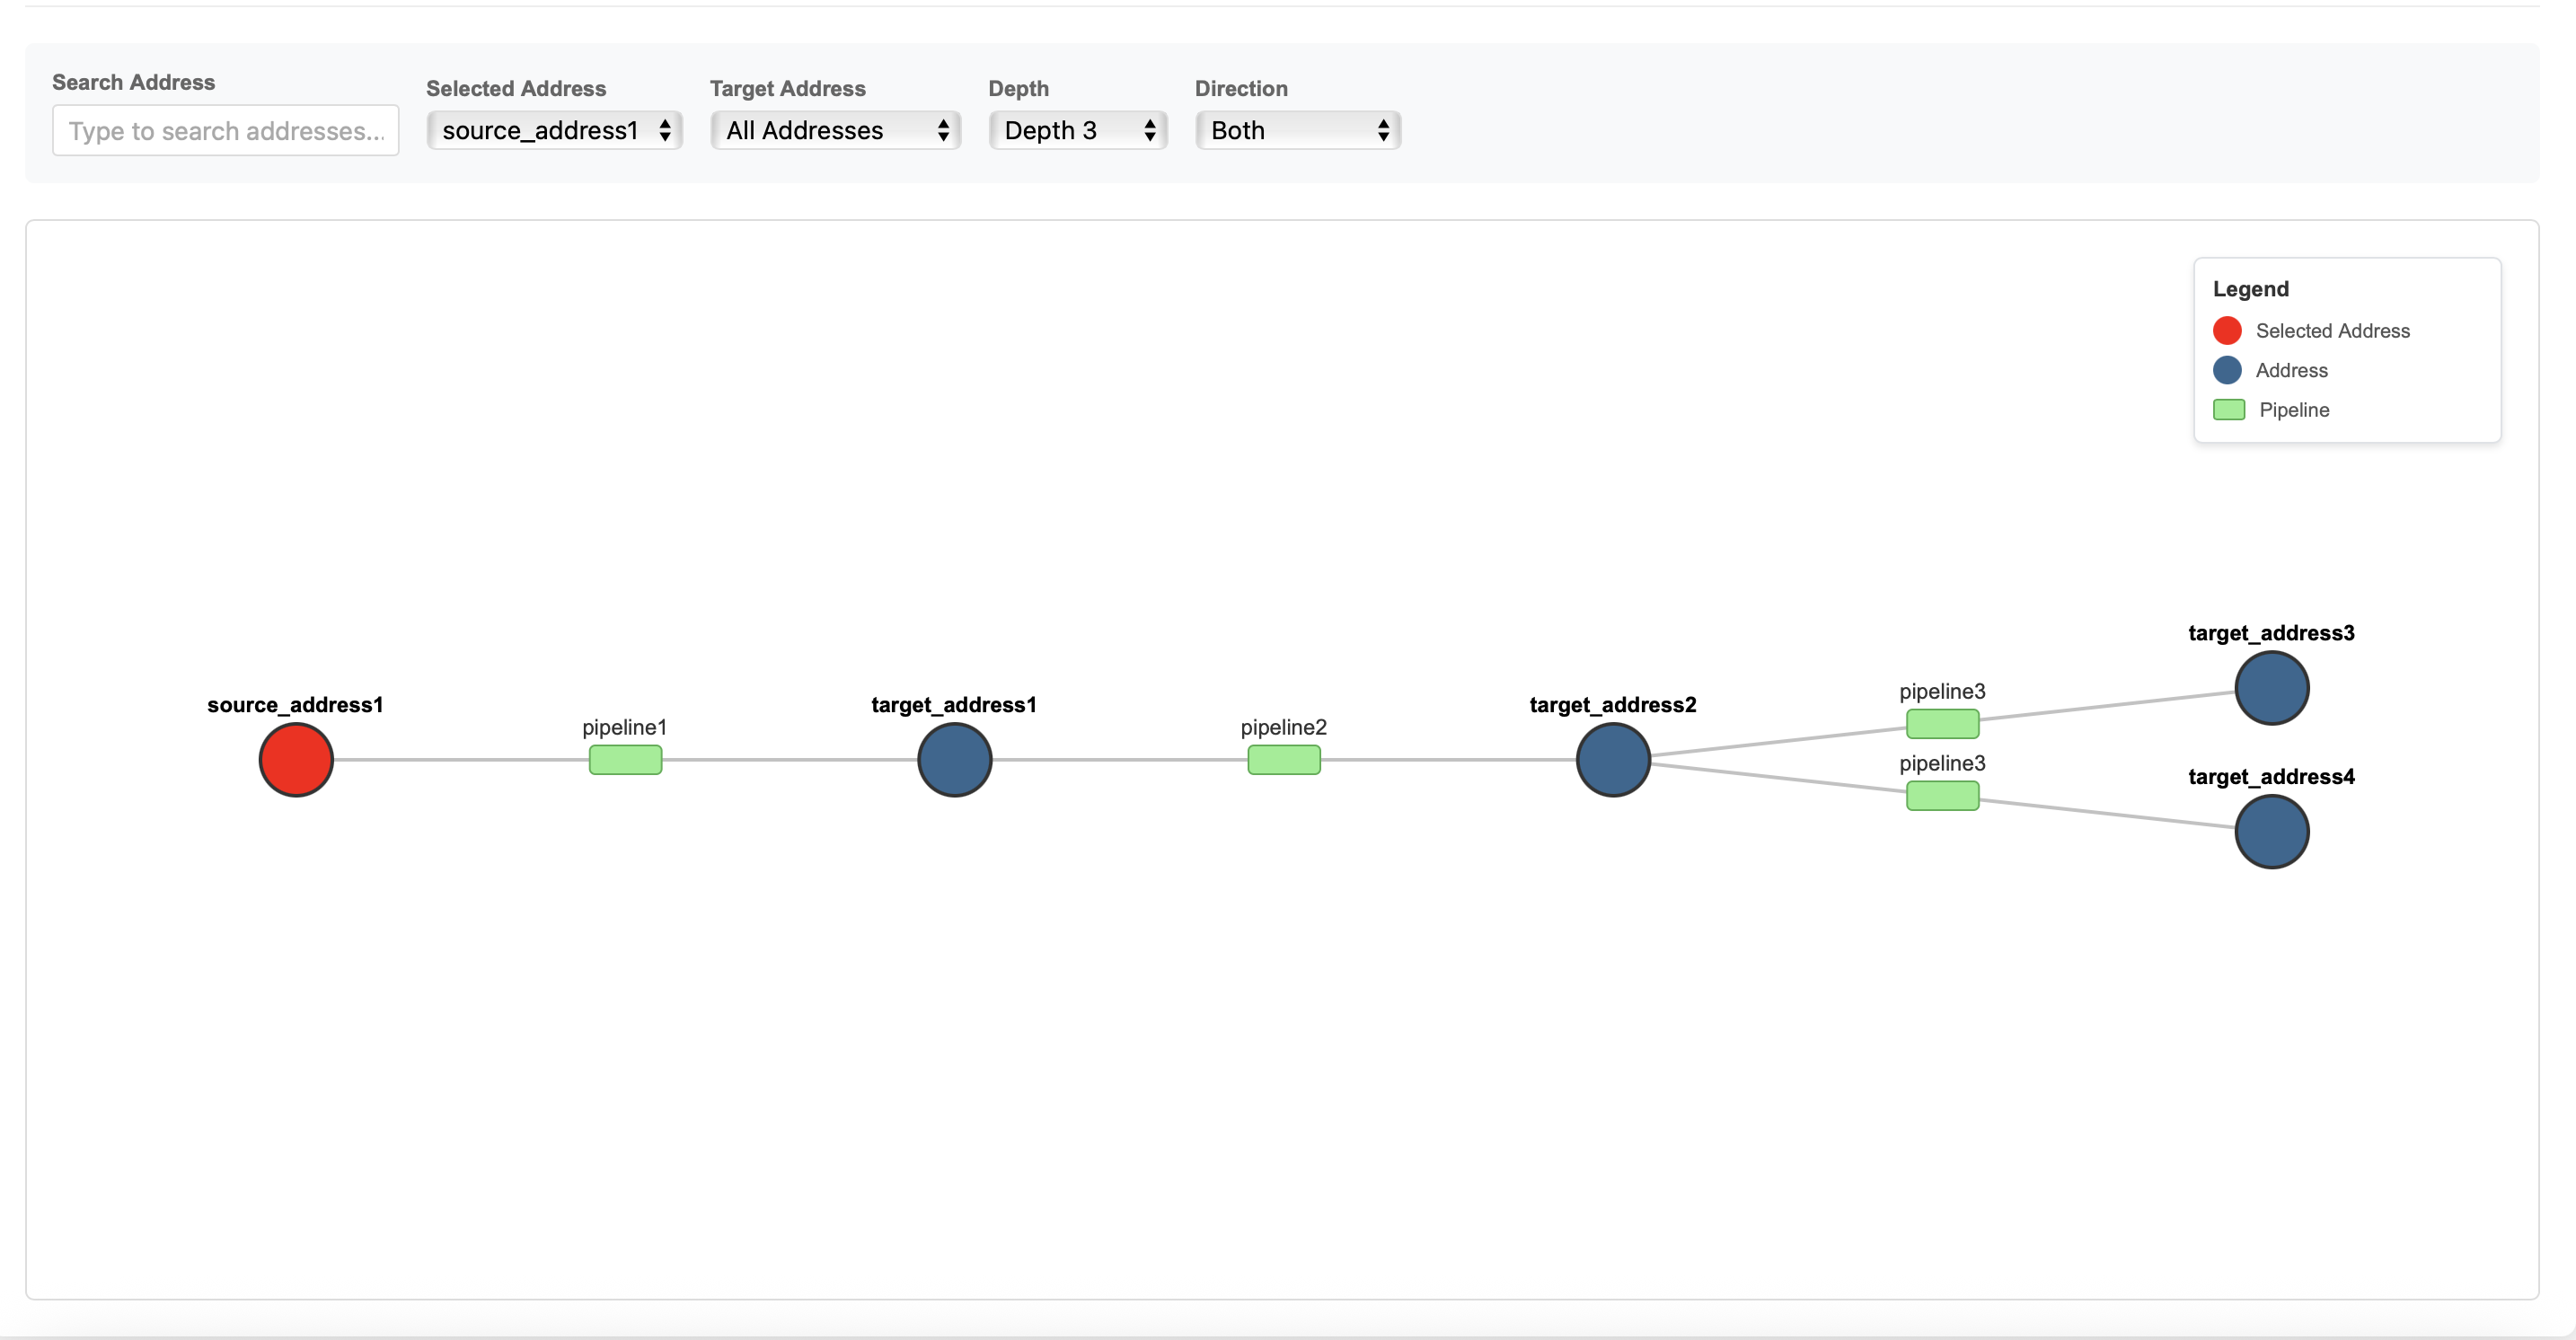 Search Address
Type to search addresses...
Selected Address
source_address1
Target Address
All Addresses
Depth
Depth 3
Direction
Both
Legend
Selected Address
Address
Pipeline
source_address1
pipeline1
target_address1
pipeline2
target_address2
pipeline3
target_address3
pipeline3
target_address4